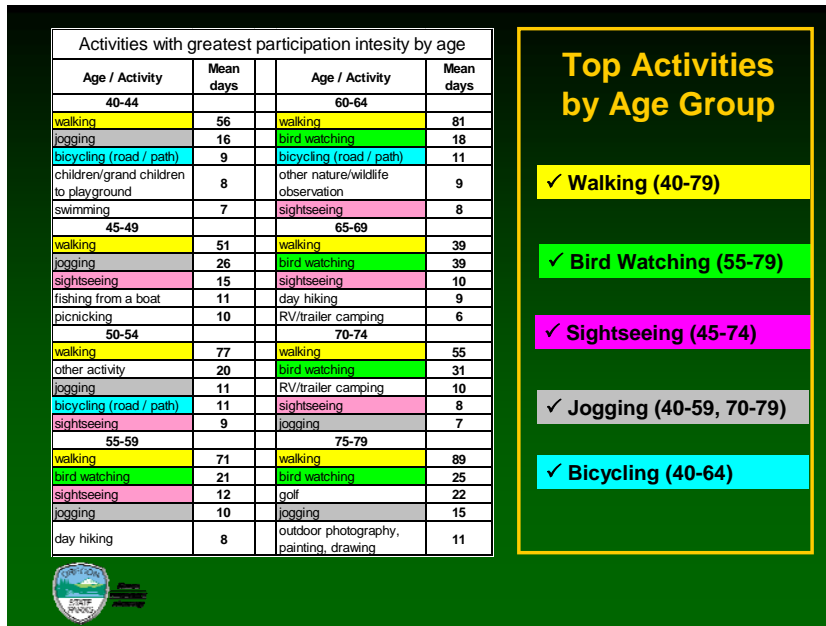 Activities with greatest participation intesity by age
Age / Activity Mean days Age / Activity Mean days
40-44 60-64
walking 56 walking 81
jogging 16 bird watching 18
bicycling (road / path) 9 bicycling (road / path) 11
children/grand children to playground 8 other nature/wildlife observation 9
swimming 7 sightseeing 8
45-49 65-69
walking 51 walking 39
jogging 26 bird watching 39
sightseeing 15 sightseeing 10
fishing from a boat 11 day hiking 9
picnicking 10 RV/trailer camping 6
50-54 70-74
walking 77 walking 55
other activity 20 bird watching 31
jogging 11 RV/trailer camping 10
bicycling (road / path) 11 sightseeing 8
sightseeing 9 jogging 7
55-59 75-79
walking 71 walking 89
bird watching 21 bird watching 25
sightseeing 12 golf 22
jogging 10 jogging 15
day hiking 8 outdoor photography, painting, drawing 11
Top Activities
by Age Group
✓ Walking (40-79)
✓ Bird Watching (55-79)
✓ Sightseeing (45-74)
✓ Jogging (40-59, 70-79)
✓ Bicycling (40-64)
OREGON
STATE
PARKS